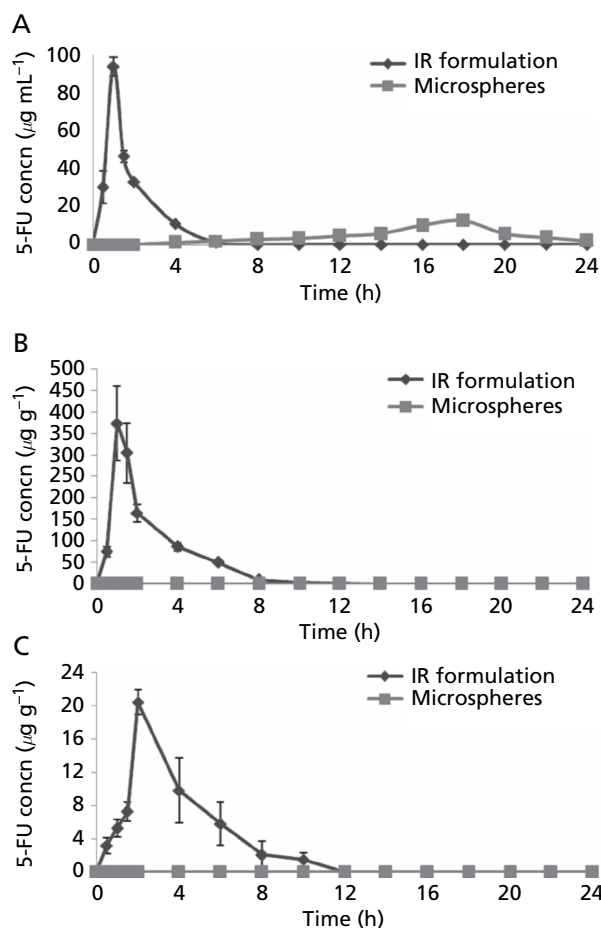 A
5-FU concn (µg mL⁻¹)
100
80
60
40
20
0
IR formulation
Microspheres
0 4 8 12 16 20 24
Time (h)
B
5-FU concn (µg g⁻¹)
500
450
400
350
300
250
200
150
100
50
0
IR formulation
Microspheres
0 4 8 12 16 20 24
Time (h)
C
5-FU concn (µg g⁻¹)
24
20
16
12
8
4
0
IR formulation
Microspheres
0 4 8 12 16 20 24
Time (h)